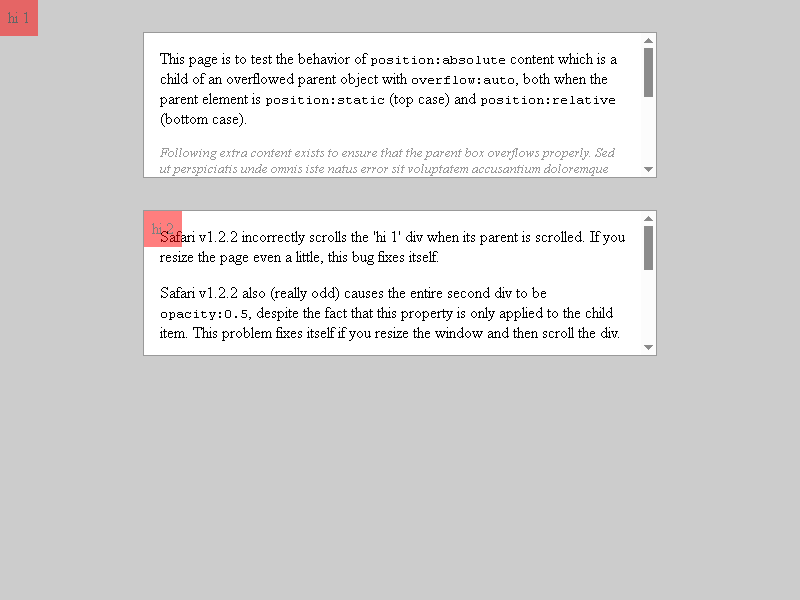 hi 1
This page is to test the behavior of position:absolute content which is a
child of an overflowed parent object with overflow:auto, both when the
parent element is position:static (top case) and position:relative
(bottom case).
Following extra content exists to ensure that the parent box overflows properly. Sed
ut perspiciatis unde omnis iste natus error sit voluptatem accusantium doloremque
hi 2
Safari v1.2.2 incorrectly scrolls the 'hi 1' div when its parent is scrolled. If you
resize the page even a little, this bug fixes itself.
Safari v1.2.2 also (really odd) causes the entire second div to be
opacity:0.5, despite the fact that this property is only applied to the child
item. This problem fixes itself if you resize the window and then scroll the div.